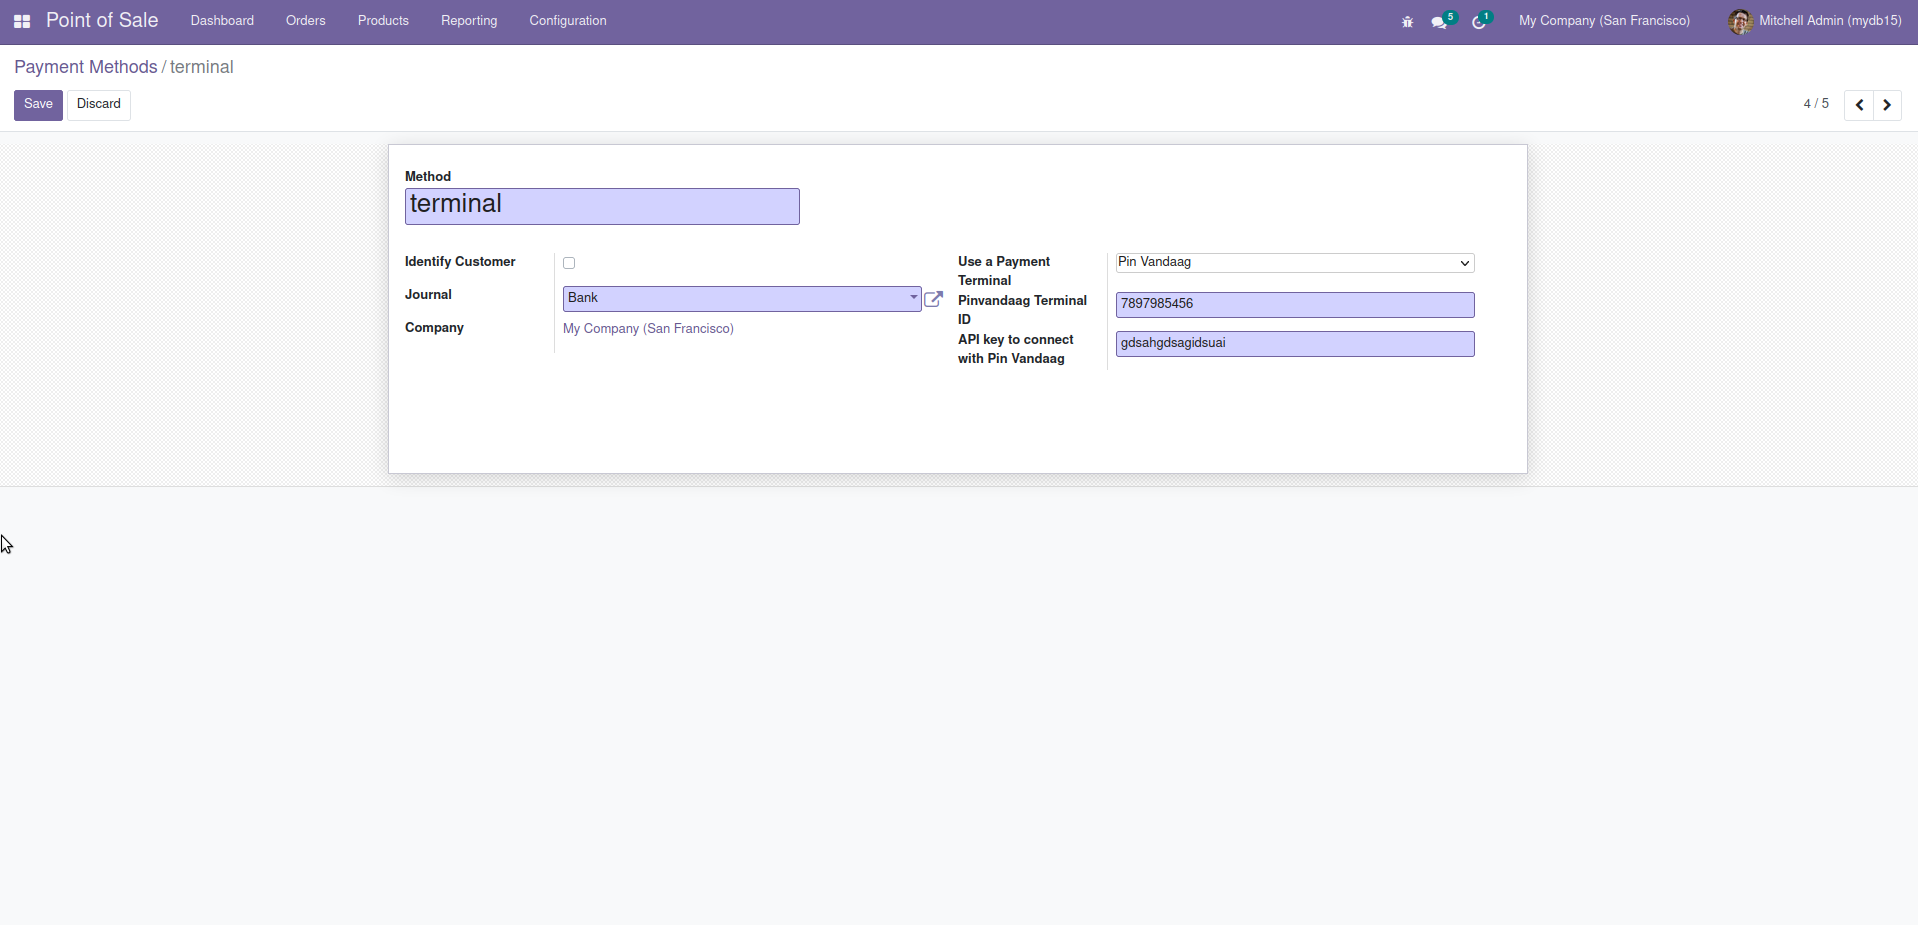 Point of Sale Dashboard Orders Products Reporting Configuration 5 1 My Company (San Francisco) Mitchell Admin (mydb15)
Payment Methods / terminal
Save Discard 4 / 5
Method
terminal
Identify Customer
Journal Bank
Company My Company (San Francisco)
Use a Payment Terminal Pin Vandaag
Pinvandaag Terminal ID 7897985456
API key to connect with Pin Vandaag gdsahgdsagidsuai